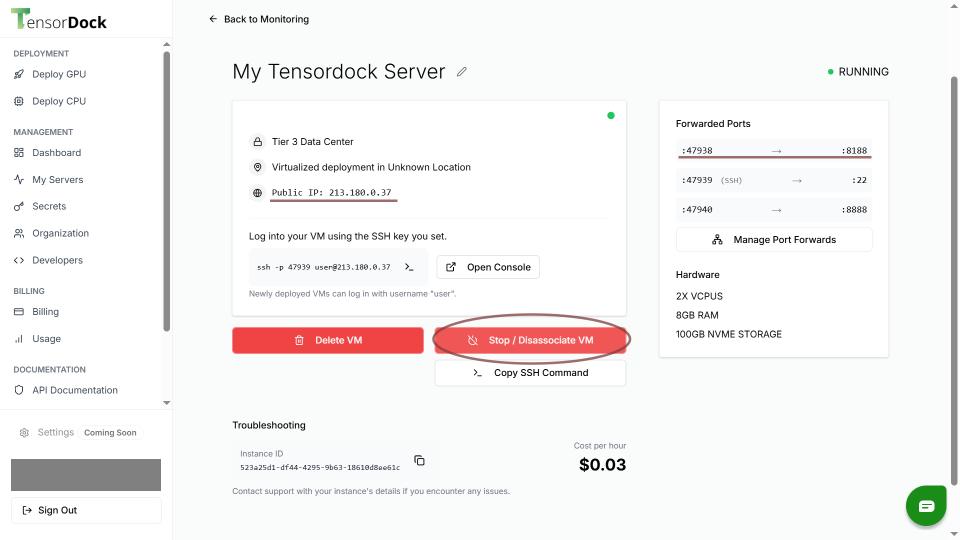 TensorDock
DEPLOYMENT
Deploy GPU
Deploy CPU
MANAGEMENT
Dashboard
My Servers
Secrets
Organization
Developers
BILLING
Billing
Usage
DOCUMENTATION
API Documentation
Settings Coming Soon
Sign Out
Back to Monitoring
My Tensordock Server
RUNNING
Tier 3 Data Center
Virtualized deployment in Unknown Location
Public IP: 213.180.0.37
Log into your VM using the SSH key you set.
ssh -p 47939 user@213.180.0.37
Open Console
Newly deployed VMs can log in with username "user".
Delete VM
Stop / Disassociate VM
Copy SSH Command
Troubleshooting
Instance ID
523a25d1-df44-4295-9b63-18610d8ee61c
Cost per hour
$0.03
Contact support with your instance's details if you encounter any issues.
Forwarded Ports
:47938 → :8188
:47939 (SSH) → :22
:47940 → :8888
Manage Port Forwards
Hardware
2X VCPUS
8GB RAM
100GB NVME STORAGE